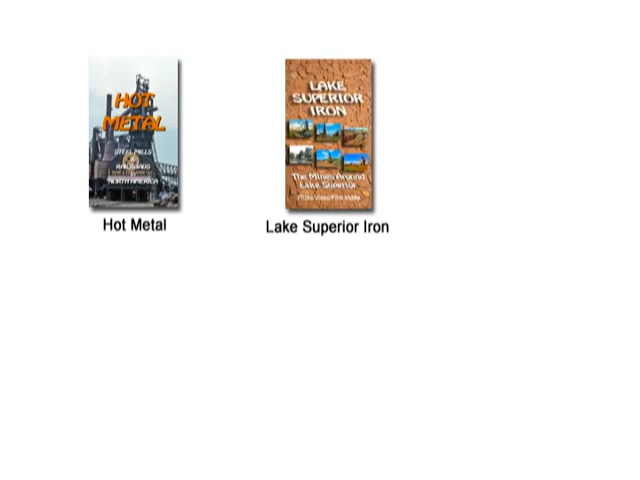 HOT
METAL
STEEL MILLS
RAILROADS
NORTH AMERICA
Hot Metal
LAKE
SUPERIOR
IRON
The Mines Around
Lake Superior
Lake Superior Iron